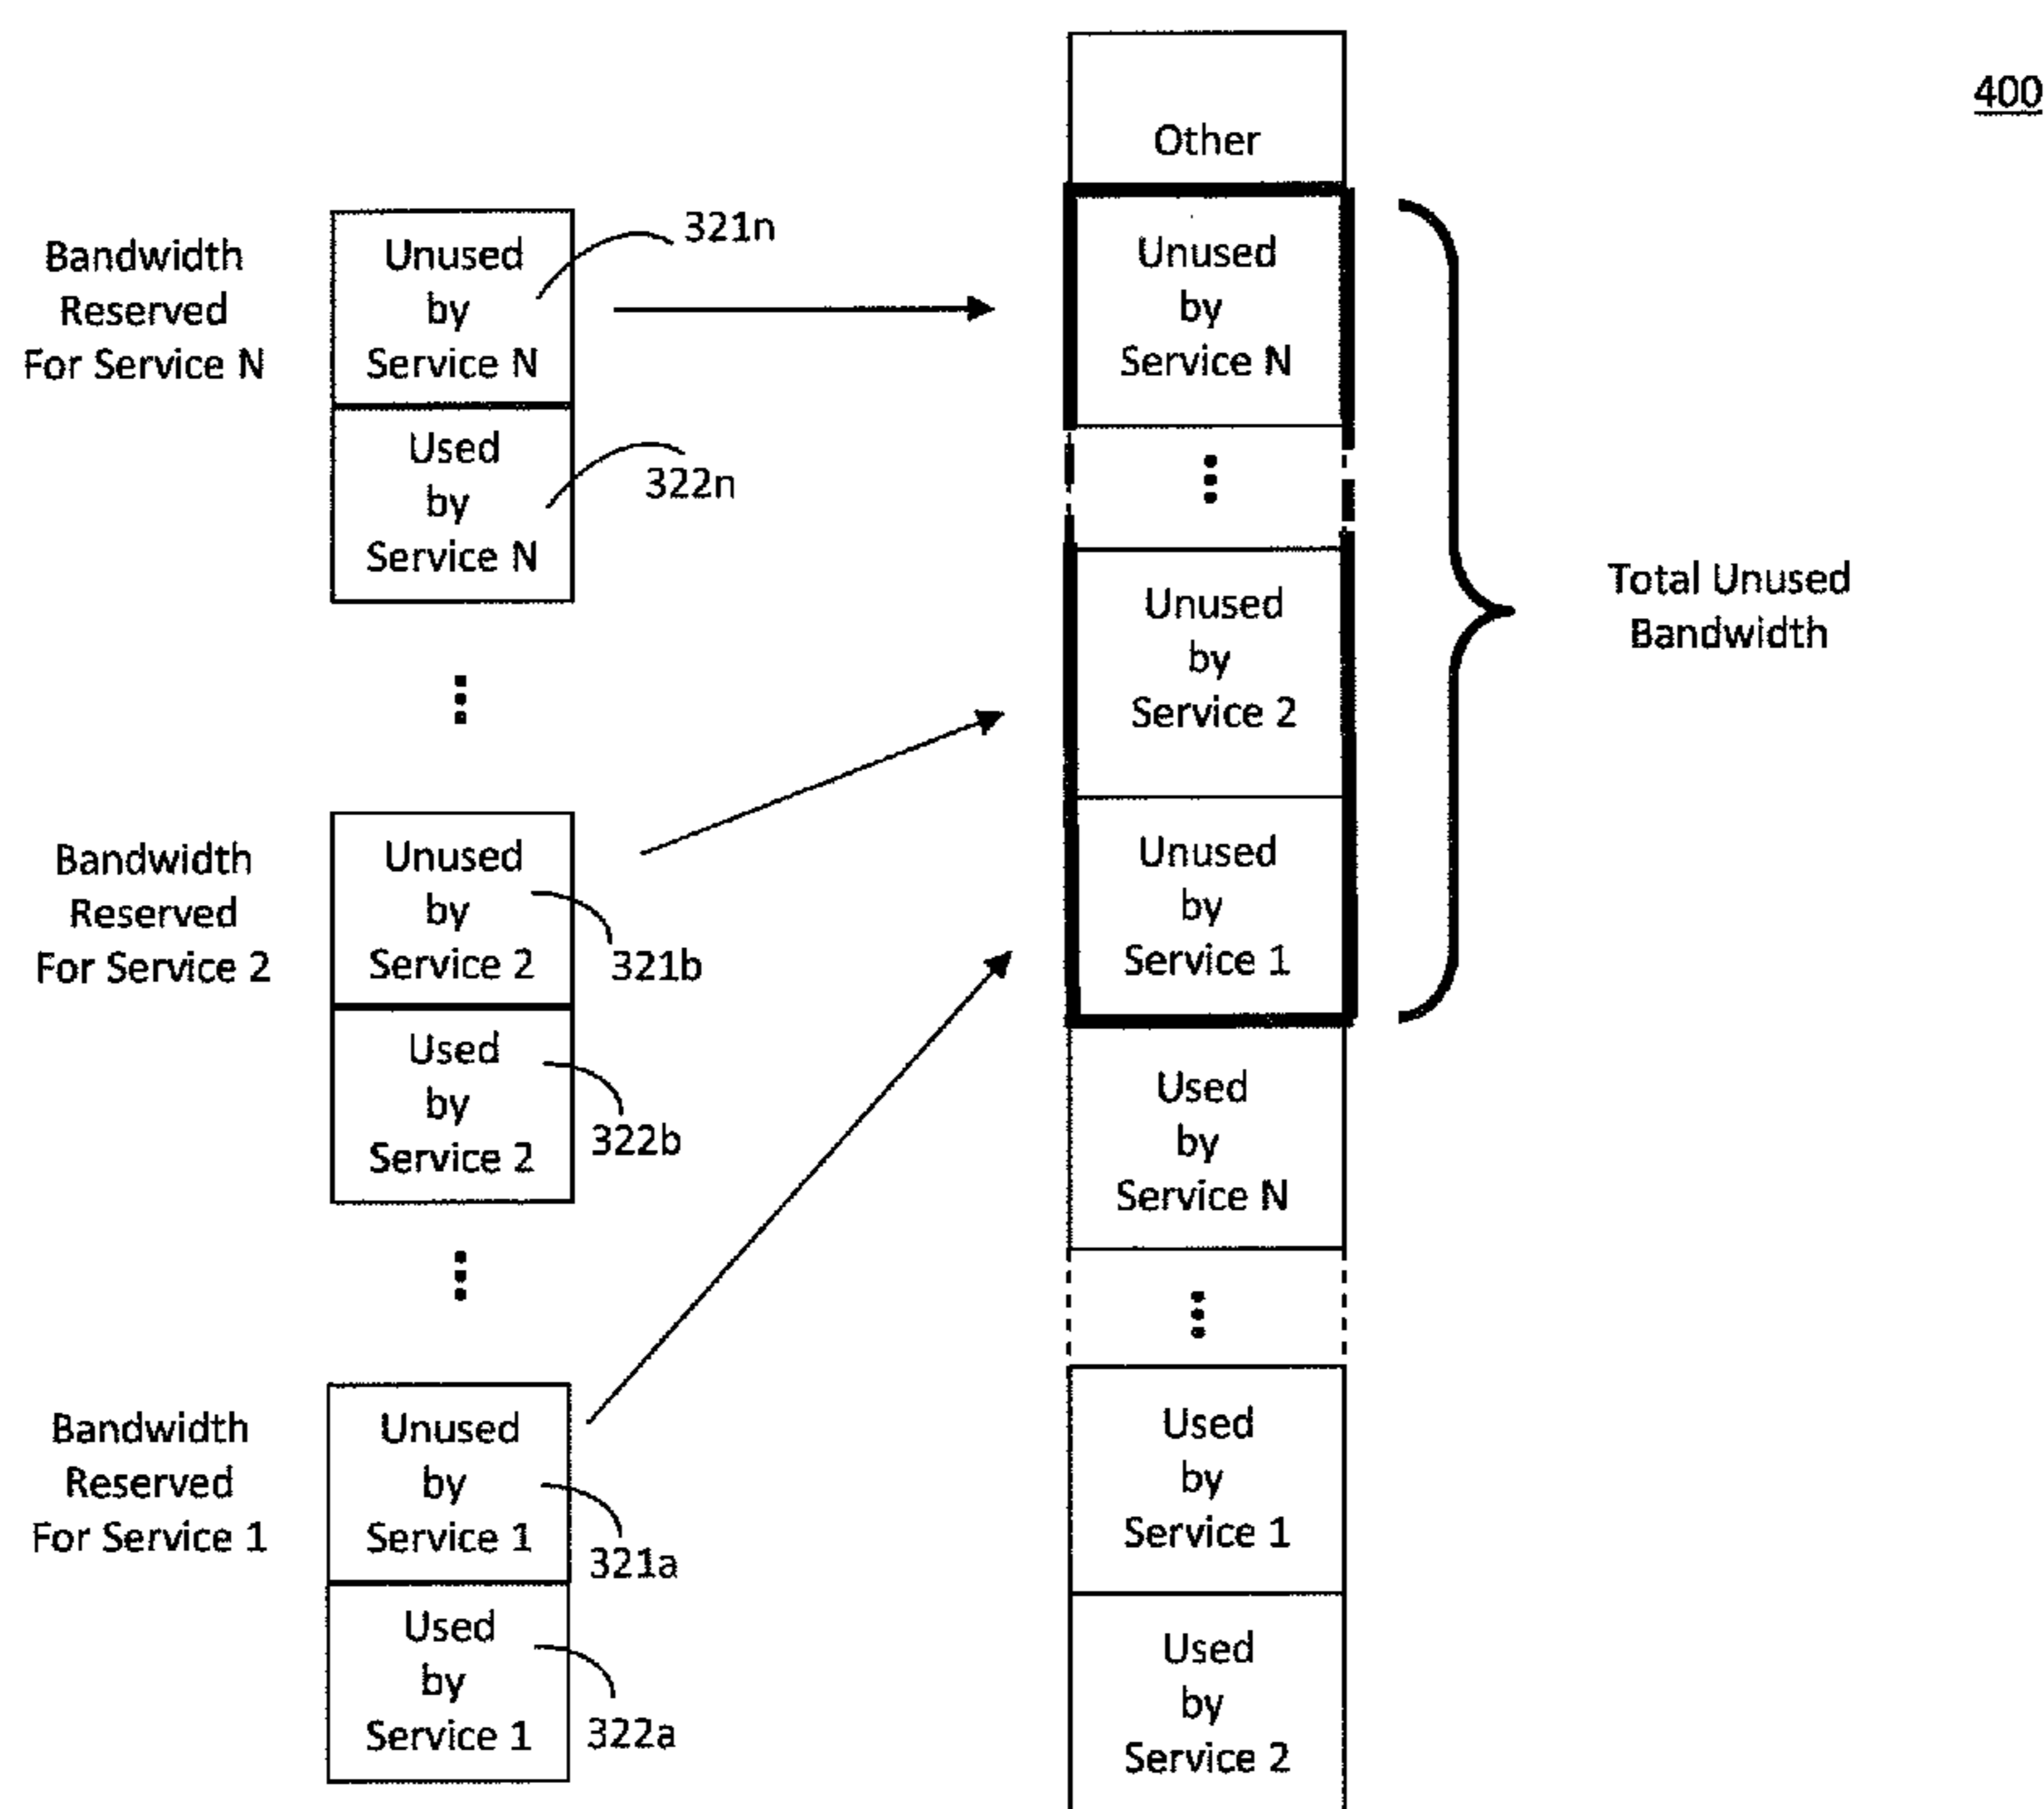 400
Other
Bandwidth
Reserved
For Service N
Unused
by
Service N
321n
Used
by
Service N
322n
Unused
by
Service N
Unused
by
Service 2
Total Unused
Bandwidth
Bandwidth
Reserved
For Service 2
Unused
by
Service 2
321b
Used
by
Service 2
322b
Unused
by
Service 1
Used
by
Service N
Bandwidth
Reserved
For Service 1
Unused
by
Service 1
321a
Used
by
Service 1
322a
Used
by
Service 1
Used
by
Service 2